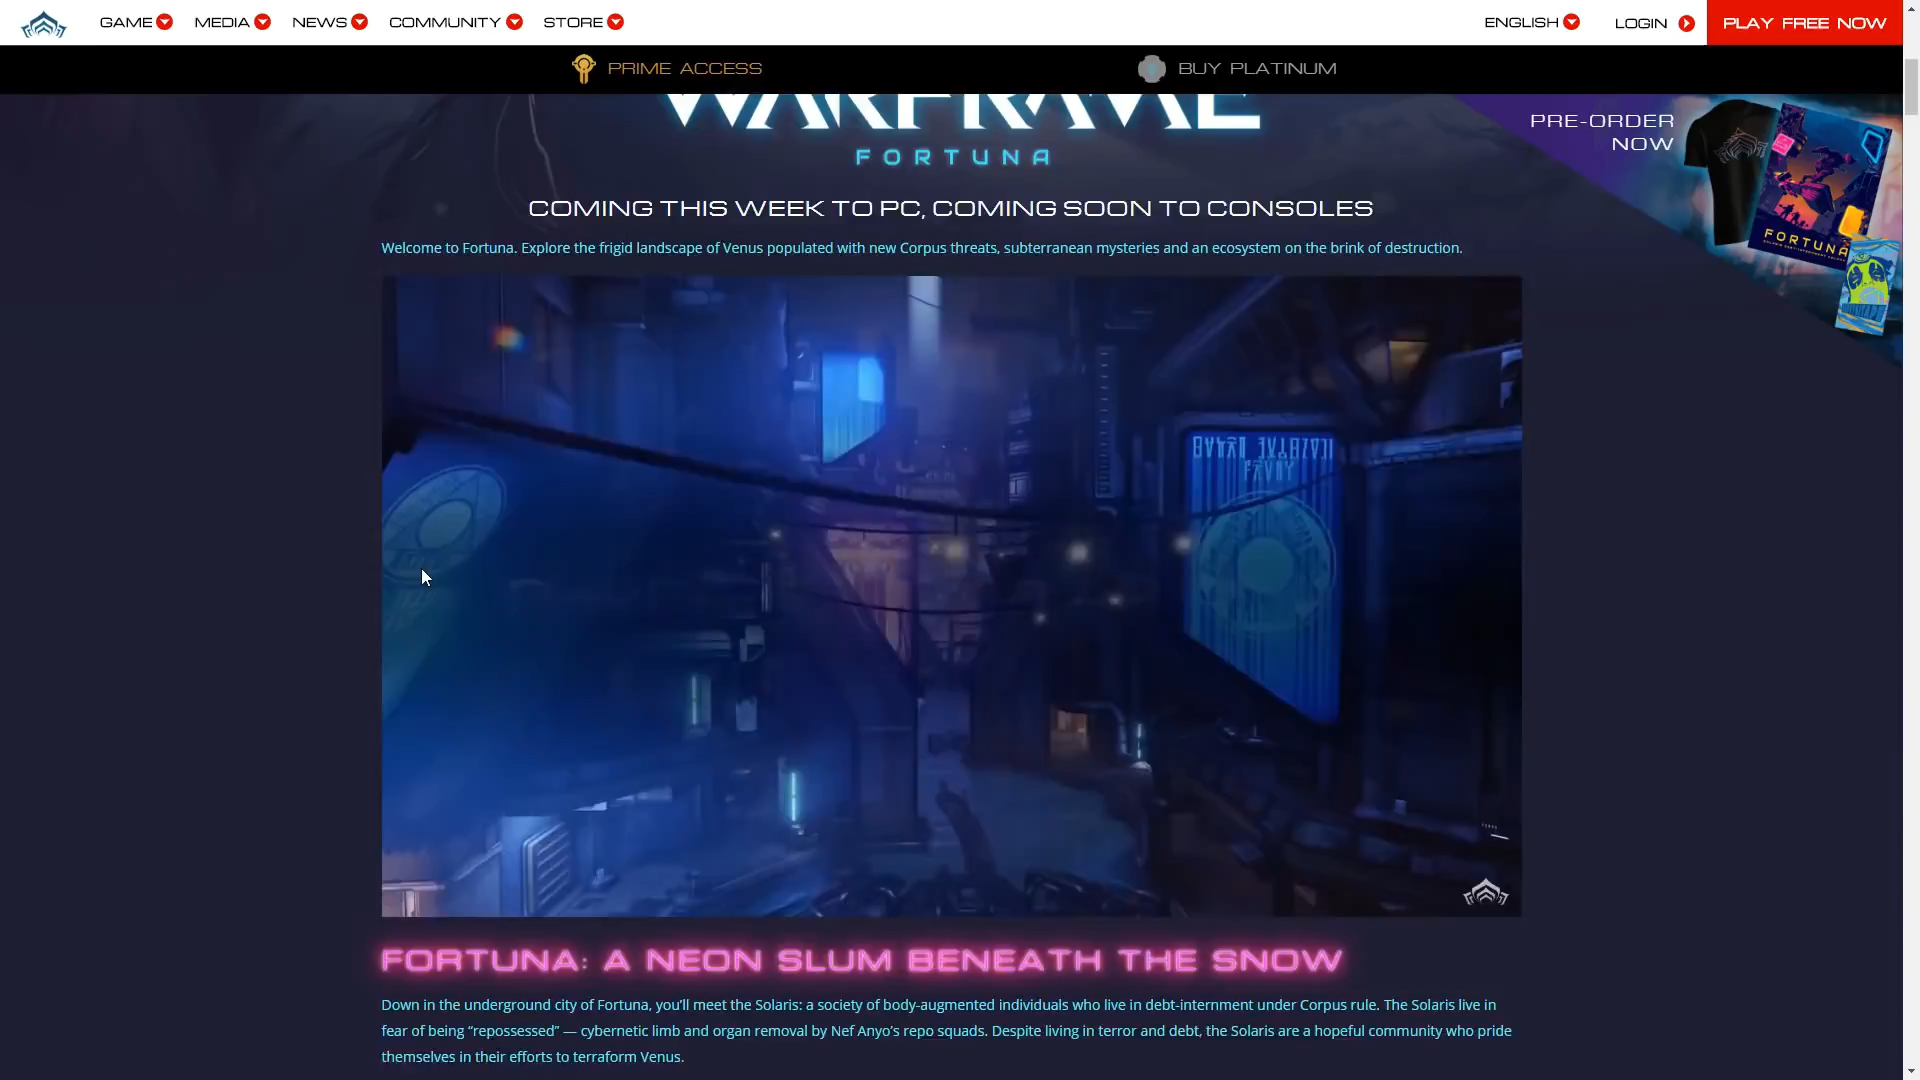 GAME MEDIA NEWS COMMUNITY STORE ENGLISH LOGIN PLAY FREE NOW
PRIME ACCESS BUY PLATINUM
WARFRAME
FORTUNA
PRE-ORDER
NOW
FORTUNA
COMING THIS WEEK TO PC, COMING SOON TO CONSOLES
Welcome to Fortuna. Explore the frigid landscape of Venus populated with new Corpus threats, subterranean mysteries and an ecosystem on the brink of destruction.
FORTUNA: A NEON SLUM BENEATH THE SNOW
Down in the underground city of Fortuna, you’ll meet the Solaris: a society of body-augmented individuals who live in debt-internment under Corpus rule. The Solaris live in
fear of being “repossessed” — cybernetic limb and organ removal by Nef Anyo’s repo squads. Despite living in terror and debt, the Solaris are a hopeful community who pride
themselves in their efforts to terraform Venus.